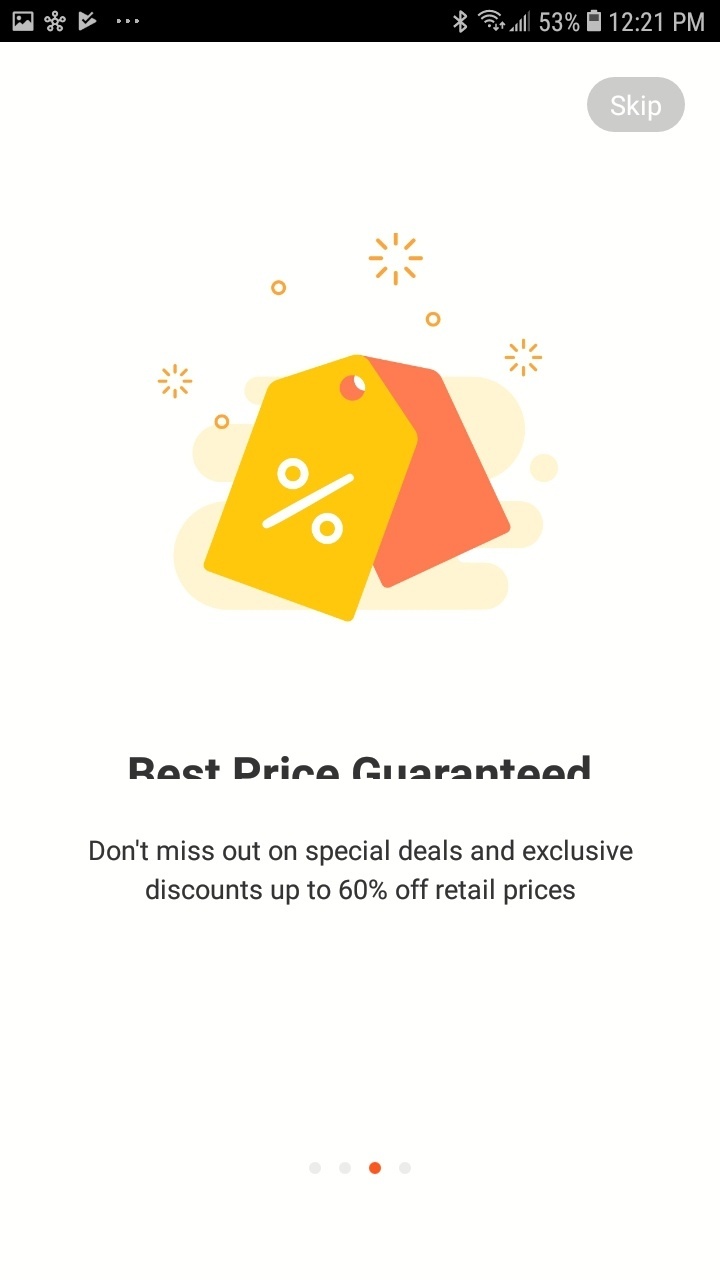 53% 12:21 PM
Skip
%
Best Price Guaranteed
Don't miss out on special deals and exclusive
discounts up to 60% off retail prices